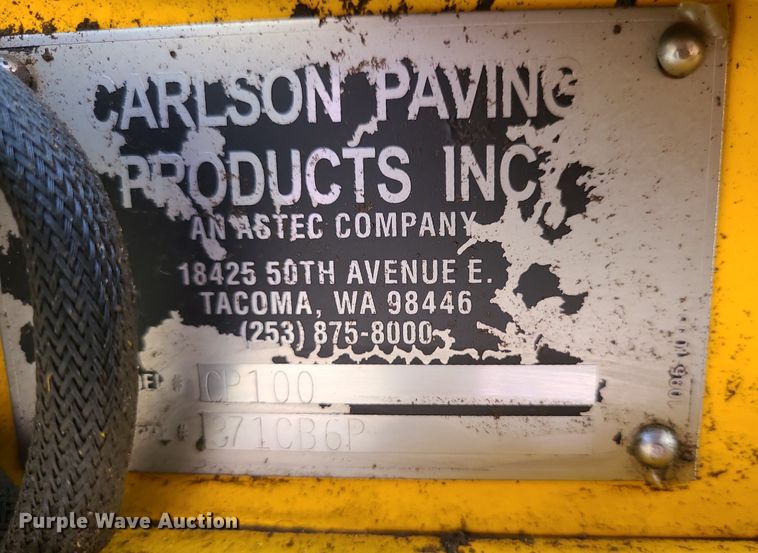 CARLSON PAVING
PRODUCTS INC
AN ASTEC COMPANY
18425 50TH AVENUE E.
TACOMA, WA 98446
(253) 875-8000
CP100
371CB6P
Purple Wave Auction